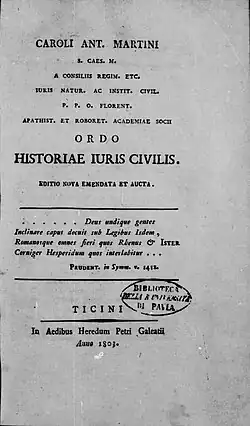 CAROLI ANT. MARTINI
S. CAES. M.
A CONSILIIS REGIM. ETC.
IURIS NATUR. AC INSTIT. CIVIL.
P. P. O. FLORENT.
APATHIST. ET ROBORET. ACADEMIAE SOCII
ORDO
HISTORIAE IURIS CIVILIS.
EDITIO NOVA EMENDATA ET AUCTA.
. . . . . . Deus undique gentes
Inclinare caput docuit sub Legibus Isdem,
Romanosque omnes fieri quos Rhenus & ISTER
Corniger Hesperidum quos interlabitur . . .
PRUDENT. in Symm. v. 1412.
BIBLIOTECA
DELLA R UNIVERSITÀ
DI PAVIA
TICINI
In Aedibus Heredum Petri Galeatii
Anno 1803.